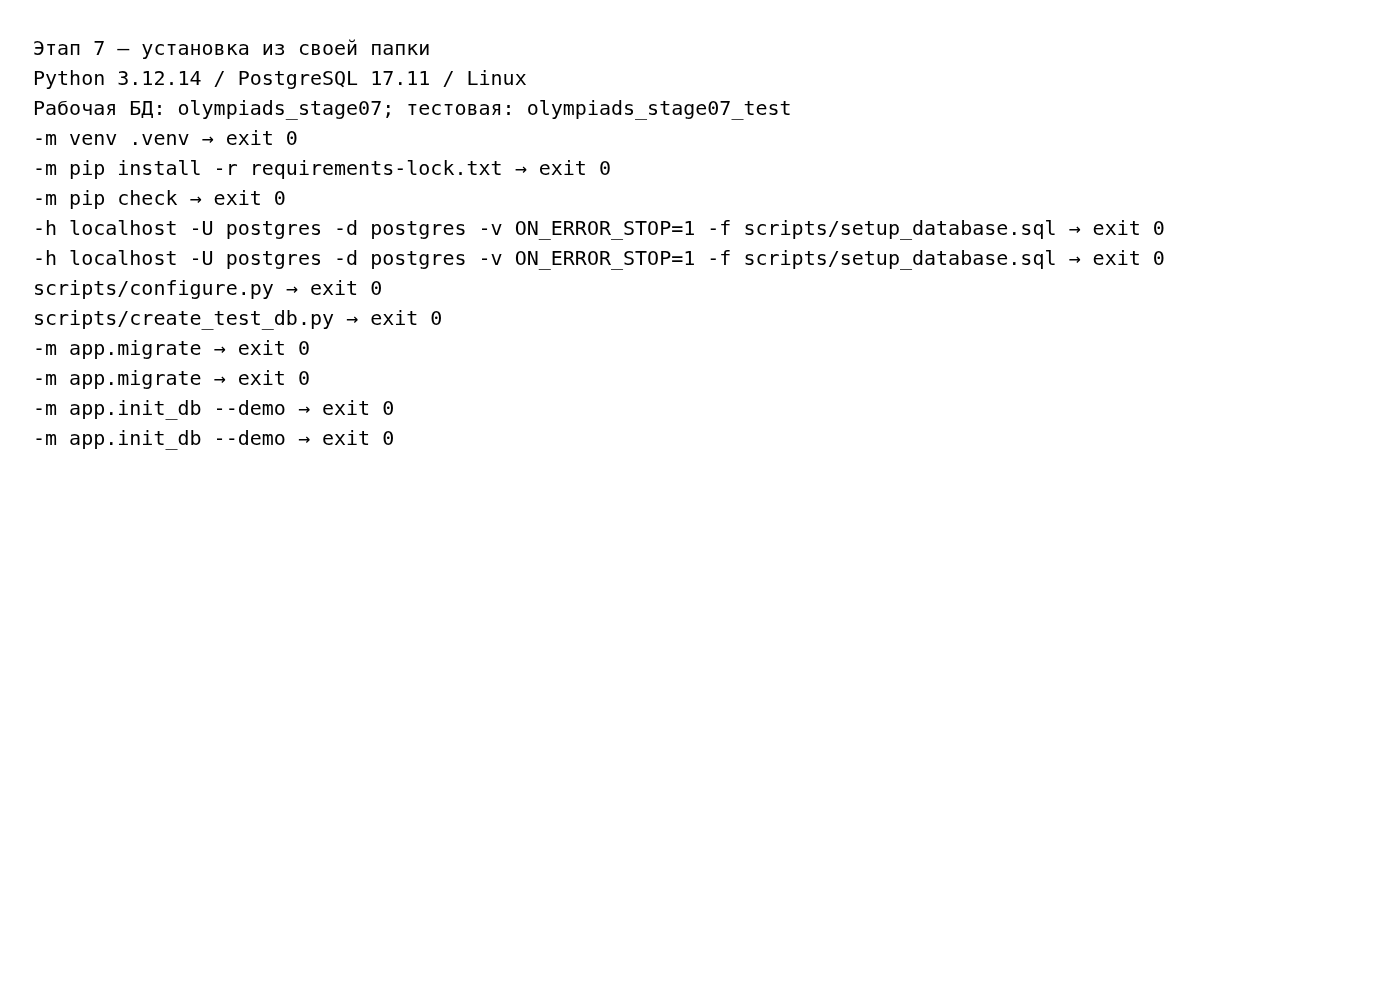 Этап 7 — установка из своей папки
Python 3.12.14 / PostgreSQL 17.11 / Linux
Рабочая БД: olympiads_stage07; тестовая: olympiads_stage07_test
-m venv .venv → exit 0
-m pip install -r requirements-lock.txt → exit 0
-m pip check → exit 0
-h localhost -U postgres -d postgres -v ON_ERROR_STOP=1 -f scripts/setup_database.sql → exit 0
-h localhost -U postgres -d postgres -v ON_ERROR_STOP=1 -f scripts/setup_database.sql → exit 0
scripts/configure.py → exit 0
scripts/create_test_db.py → exit 0
-m app.migrate → exit 0
-m app.migrate → exit 0
-m app.init_db --demo → exit 0
-m app.init_db --demo → exit 0